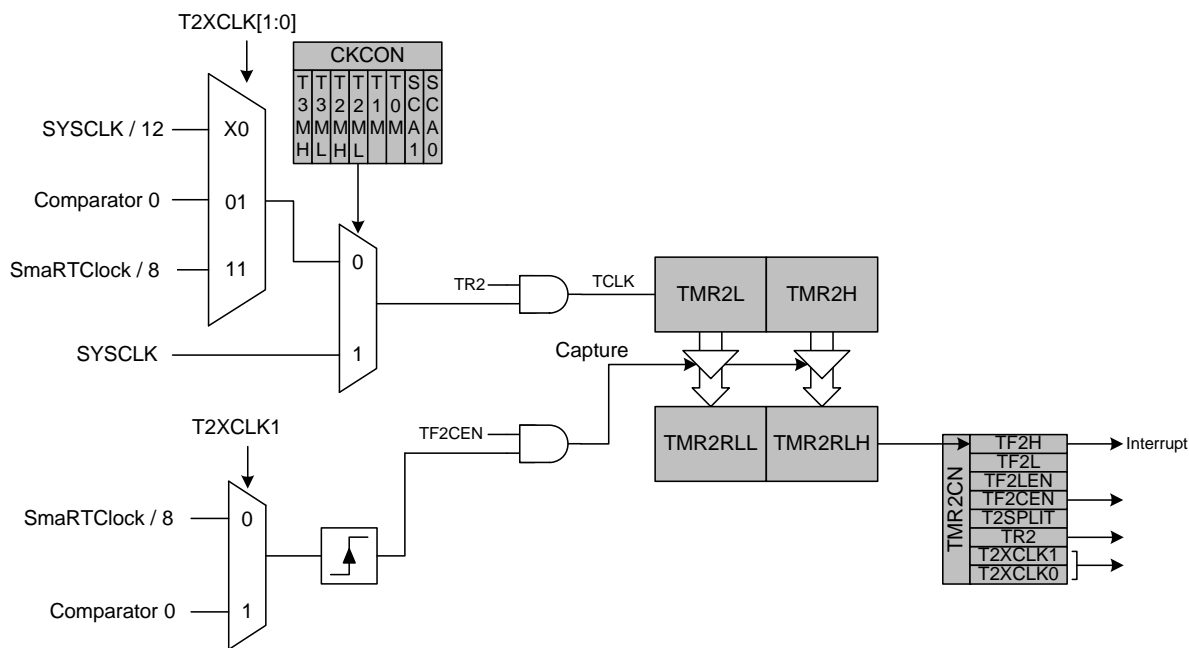 T2XCLK[1:0]
CKCON
T3MH T3ML T2MH T2ML T1M T0M SCA1 SCA0
SYSCLK / 12
X0
Comparator 0
01
SmaRTClock / 8
11
0
SYSCLK
1
TR2
TCLK
TMR2L
TMR2H
Capture
T2XCLK1
TF2CEN
TMR2RLL
TMR2RLH
SmaRTClock / 8
0
Comparator 0
1
TMR2CN
TF2H
Interrupt
TF2L
TF2LEN
TF2CEN
T2SPLIT
TR2
T2XCLK1
T2XCLK0